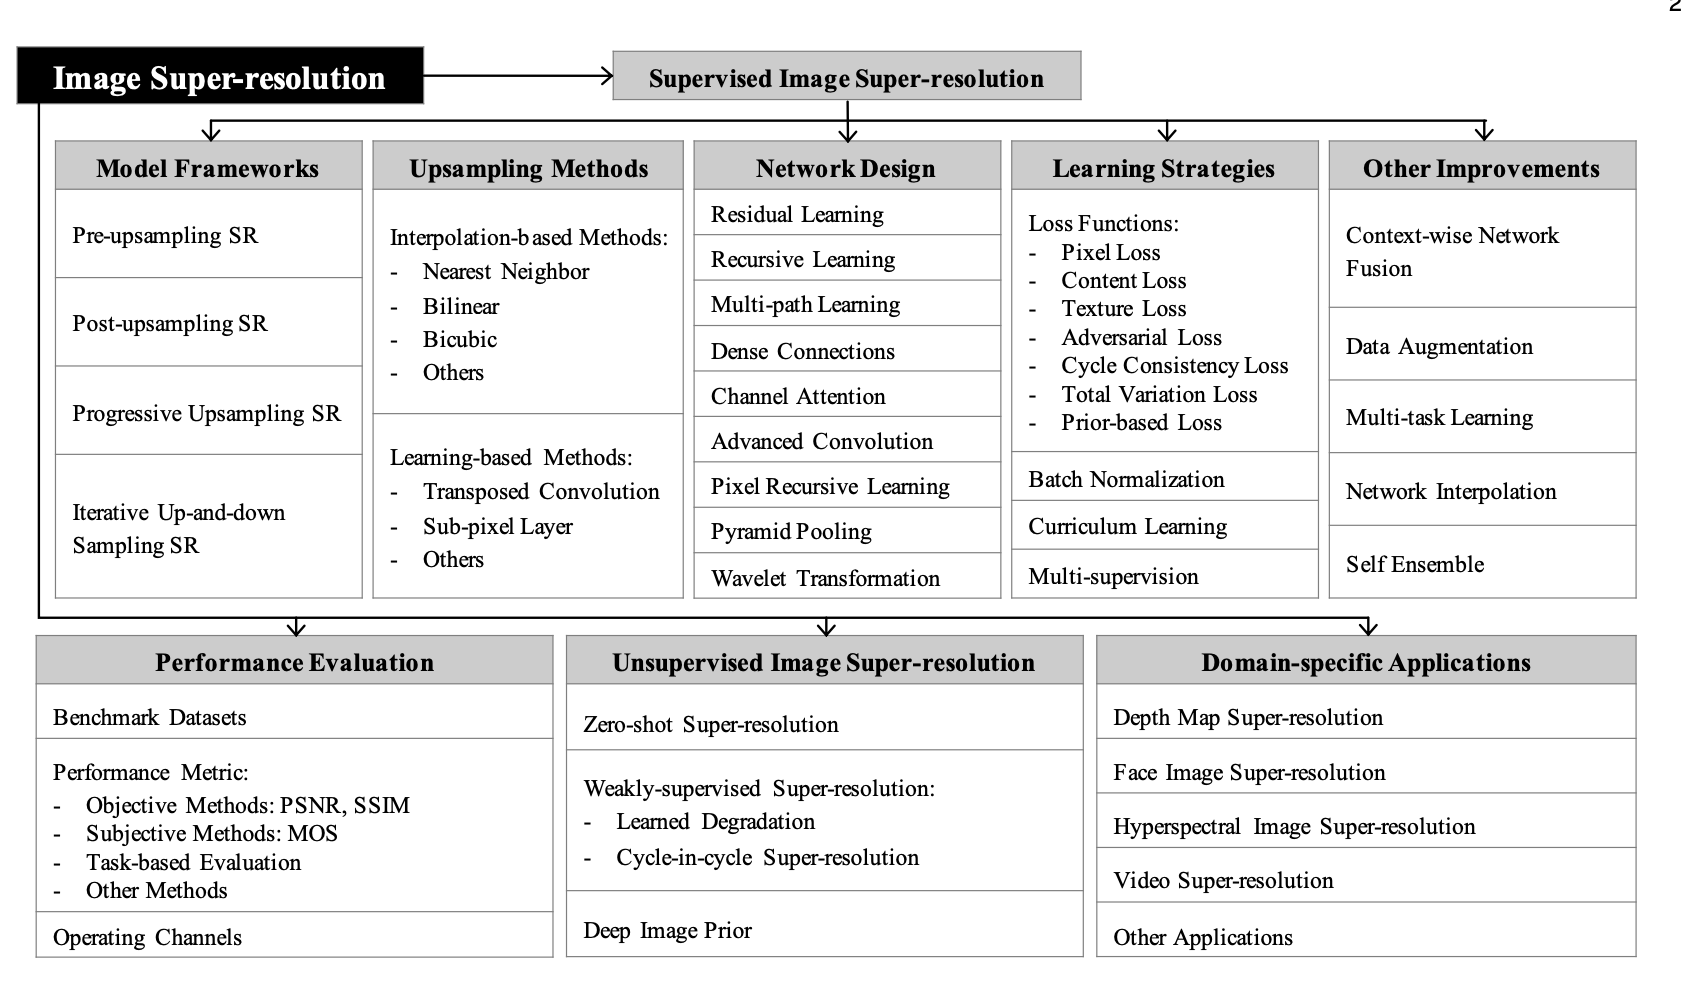 2
Image Super-resolution
Supervised Image Super-resolution
Model Frameworks
Pre-upsampling SR
Post-upsampling SR
Progressive Upsampling SR
Iterative Up-and-down
Sampling SR
Upsampling Methods
Interpolation-based Methods:
- Nearest Neighbor
- Bilinear
- Bicubic
- Others
Learning-based Methods:
- Transposed Convolution
- Sub-pixel Layer
- Others
Network Design
Residual Learning
Recursive Learning
Multi-path Learning
Dense Connections
Channel Attention
Advanced Convolution
Pixel Recursive Learning
Pyramid Pooling
Wavelet Transformation
Learning Strategies
Loss Functions:
- Pixel Loss
- Content Loss
- Texture Loss
- Adversarial Loss
- Cycle Consistency Loss
- Total Variation Loss
- Prior-based Loss
Batch Normalization
Curriculum Learning
Multi-supervision
Other Improvements
Context-wise Network
Fusion
Data Augmentation
Multi-task Learning
Network Interpolation
Self Ensemble
Performance Evaluation
Benchmark Datasets
Performance Metric:
- Objective Methods: PSNR, SSIM
- Subjective Methods: MOS
- Task-based Evaluation
- Other Methods
Operating Channels
Unsupervised Image Super-resolution
Zero-shot Super-resolution
Weakly-supervised Super-resolution:
- Learned Degradation
- Cycle-in-cycle Super-resolution
Deep Image Prior
Domain-specific Applications
Depth Map Super-resolution
Face Image Super-resolution
Hyperspectral Image Super-resolution
Video Super-resolution
Other Applications